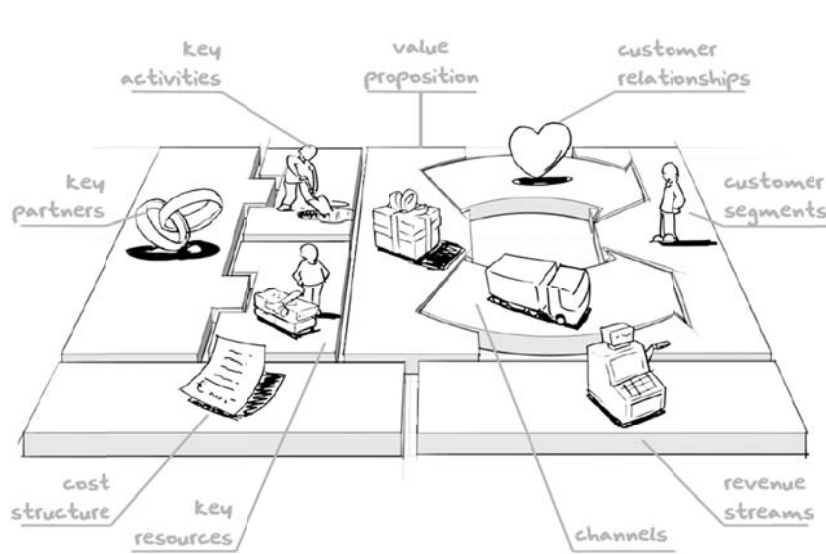 key
activities
value
proposition
customer
relationships
key
partners
customer
segments
cost
structure
key
resources
channels
revenue
streams